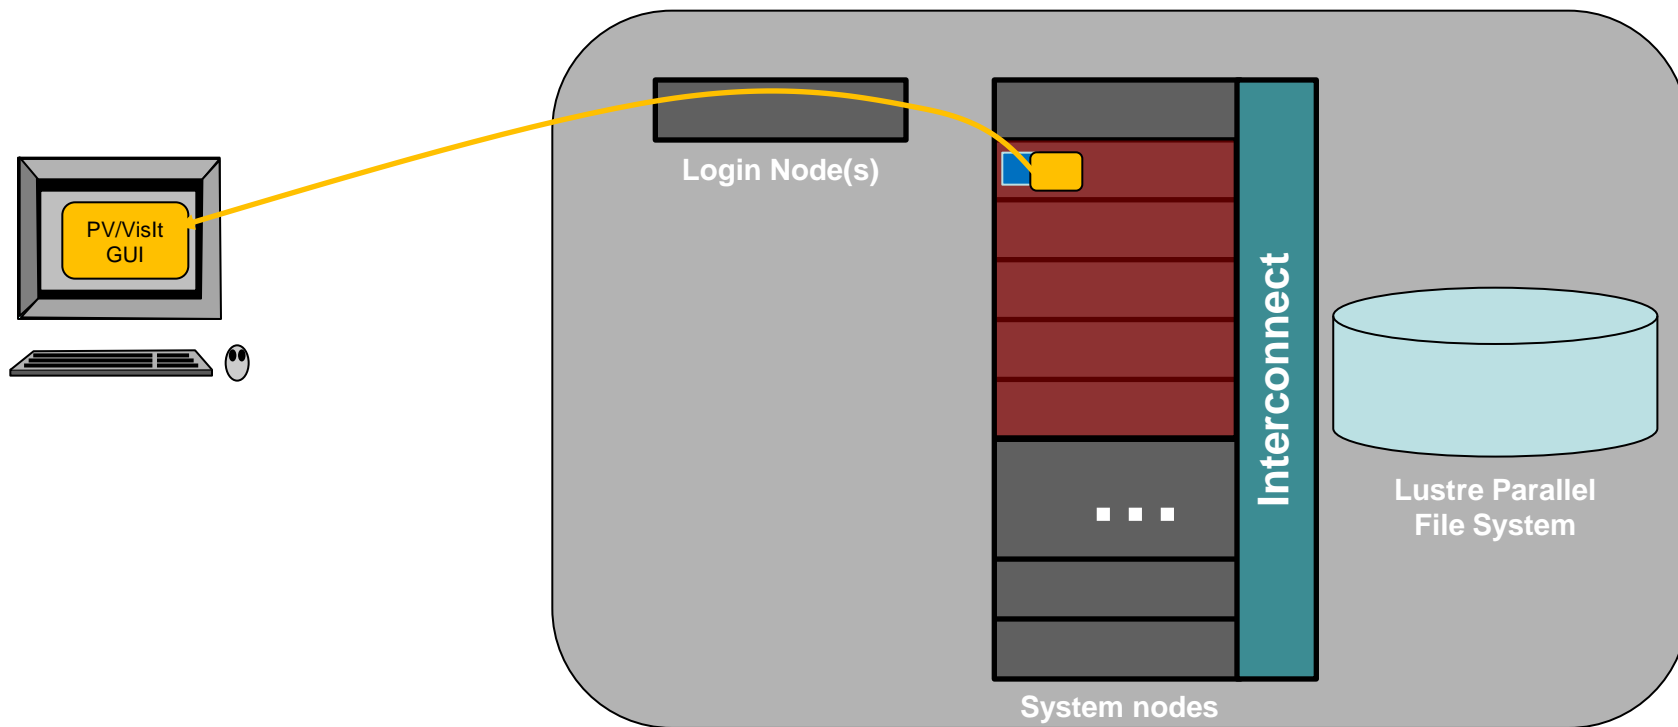 PV/VisIt
GUI
Login Node(s)
Interconnect
Lustre Parallel
File System
...
System nodes